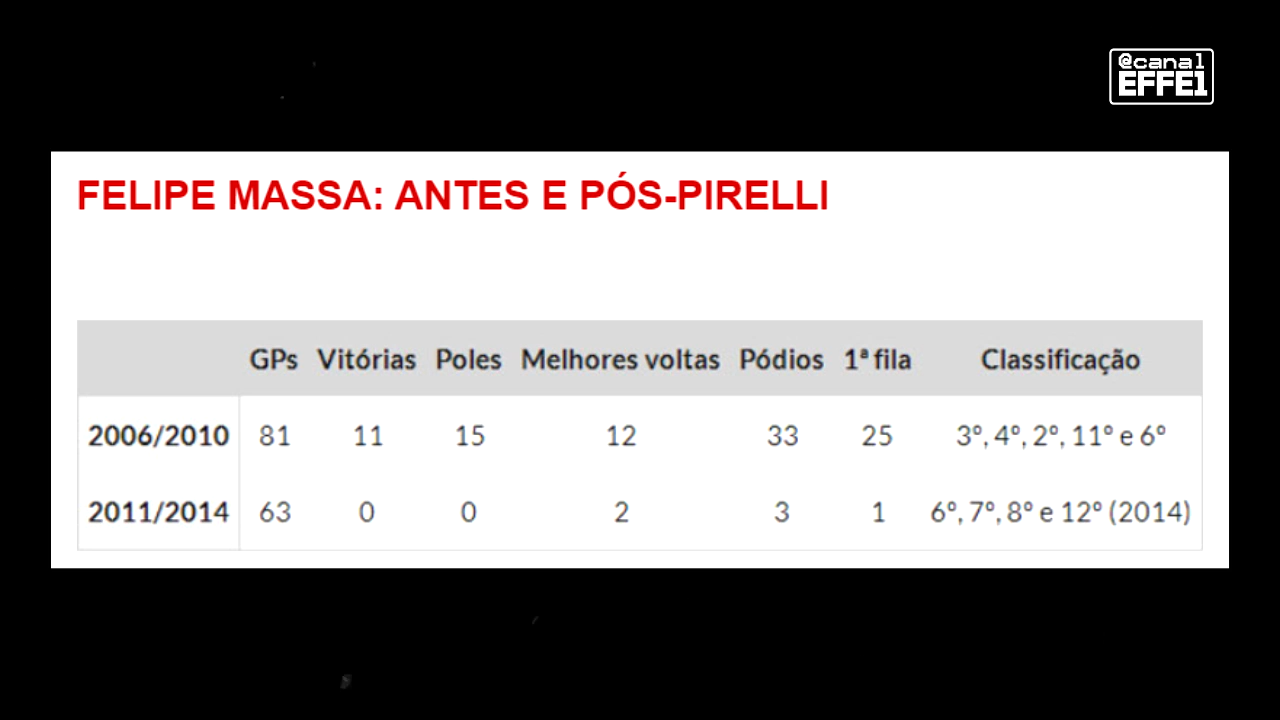 @canal
EFFE1
FELIPE MASSA: ANTES E PÓS-PIRELLI
GPs Vitórias Poles Melhores voltas Pódios 1ª fila Classificação
2006/2010 81 11 15 12 33 25 3º, 4º, 2º, 11º e 6º
2011/2014 63 0 0 2 3 1 6º, 7º, 8º e 12º (2014)